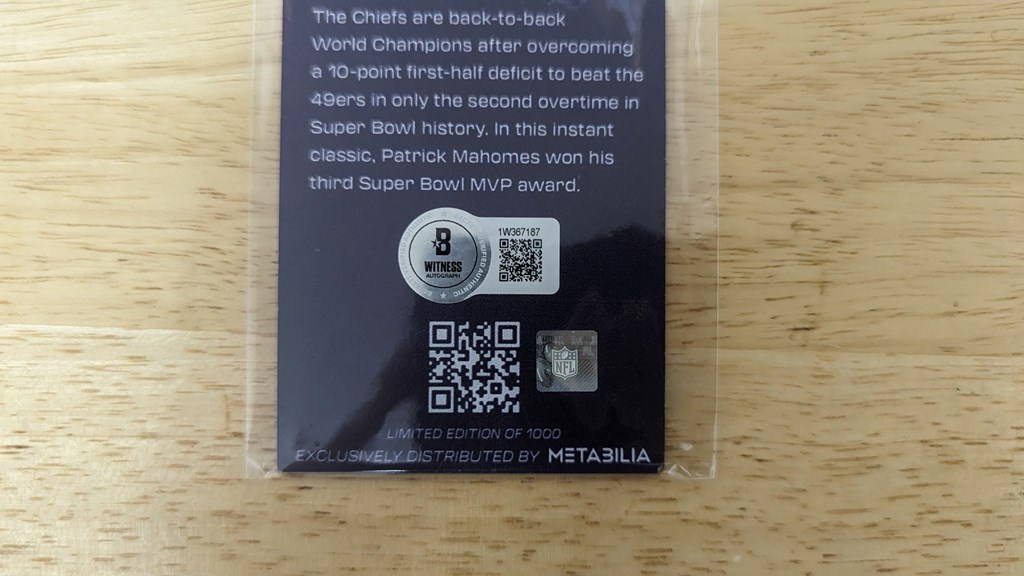 The Chiefs are back-to-back
World Champions after overcoming
a 10-point first-half deficit to beat the
49ers in only the second overtime in
Super Bowl history. In this instant
classic, Patrick Mahomes won his
third Super Bowl MVP award.
B
WITNESS
AUTOGRAPH
CERTIFIED AUTHENTIC
1W367187
NFL
LIMITED EDITION OF 1000
EXCLUSIVELY DISTRIBUTED BY METABILIA